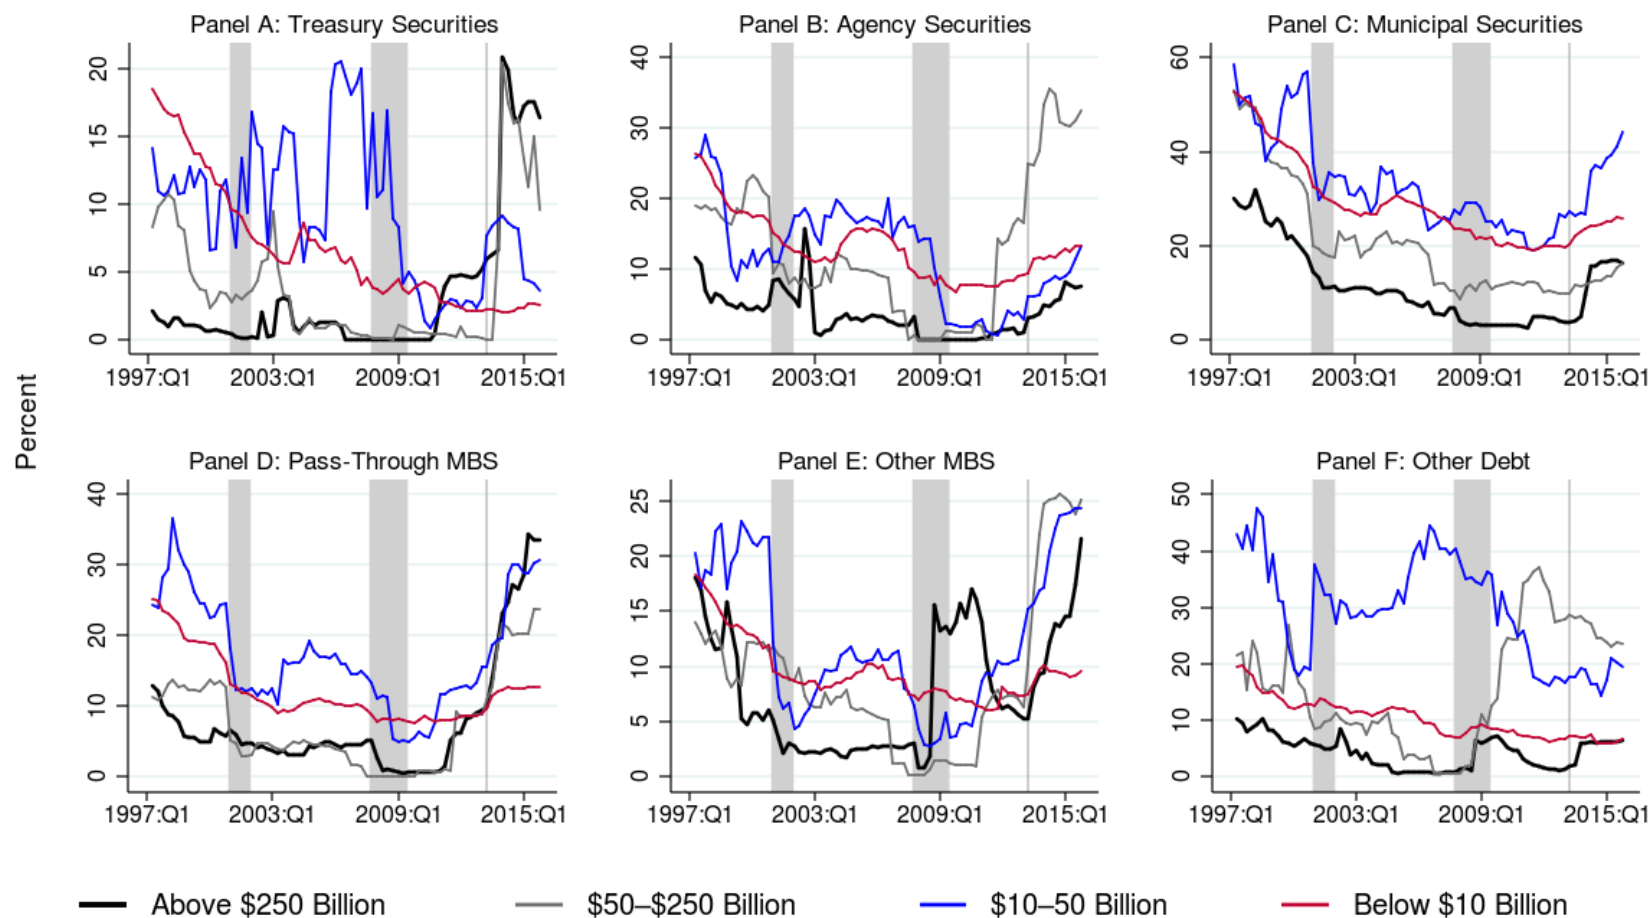 Percent
Panel A: Treasury Securities
20
15
10
5
0
1997:Q1 2003:Q1 2009:Q1 2015:Q1
Panel B: Agency Securities
40
30
20
10
0
1997:Q1 2003:Q1 2009:Q1 2015:Q1
Panel C: Municipal Securities
60
40
20
0
1997:Q1 2003:Q1 2009:Q1 2015:Q1
Panel D: Pass-Through MBS
40
30
20
10
0
1997:Q1 2003:Q1 2009:Q1 2015:Q1
Panel E: Other MBS
25
20
15
10
5
0
1997:Q1 2003:Q1 2009:Q1 2015:Q1
Panel F: Other Debt
50
40
30
20
10
0
1997:Q1 2003:Q1 2009:Q1 2015:Q1
Above $250 Billion $50–$250 Billion $10–50 Billion Below $10 Billion